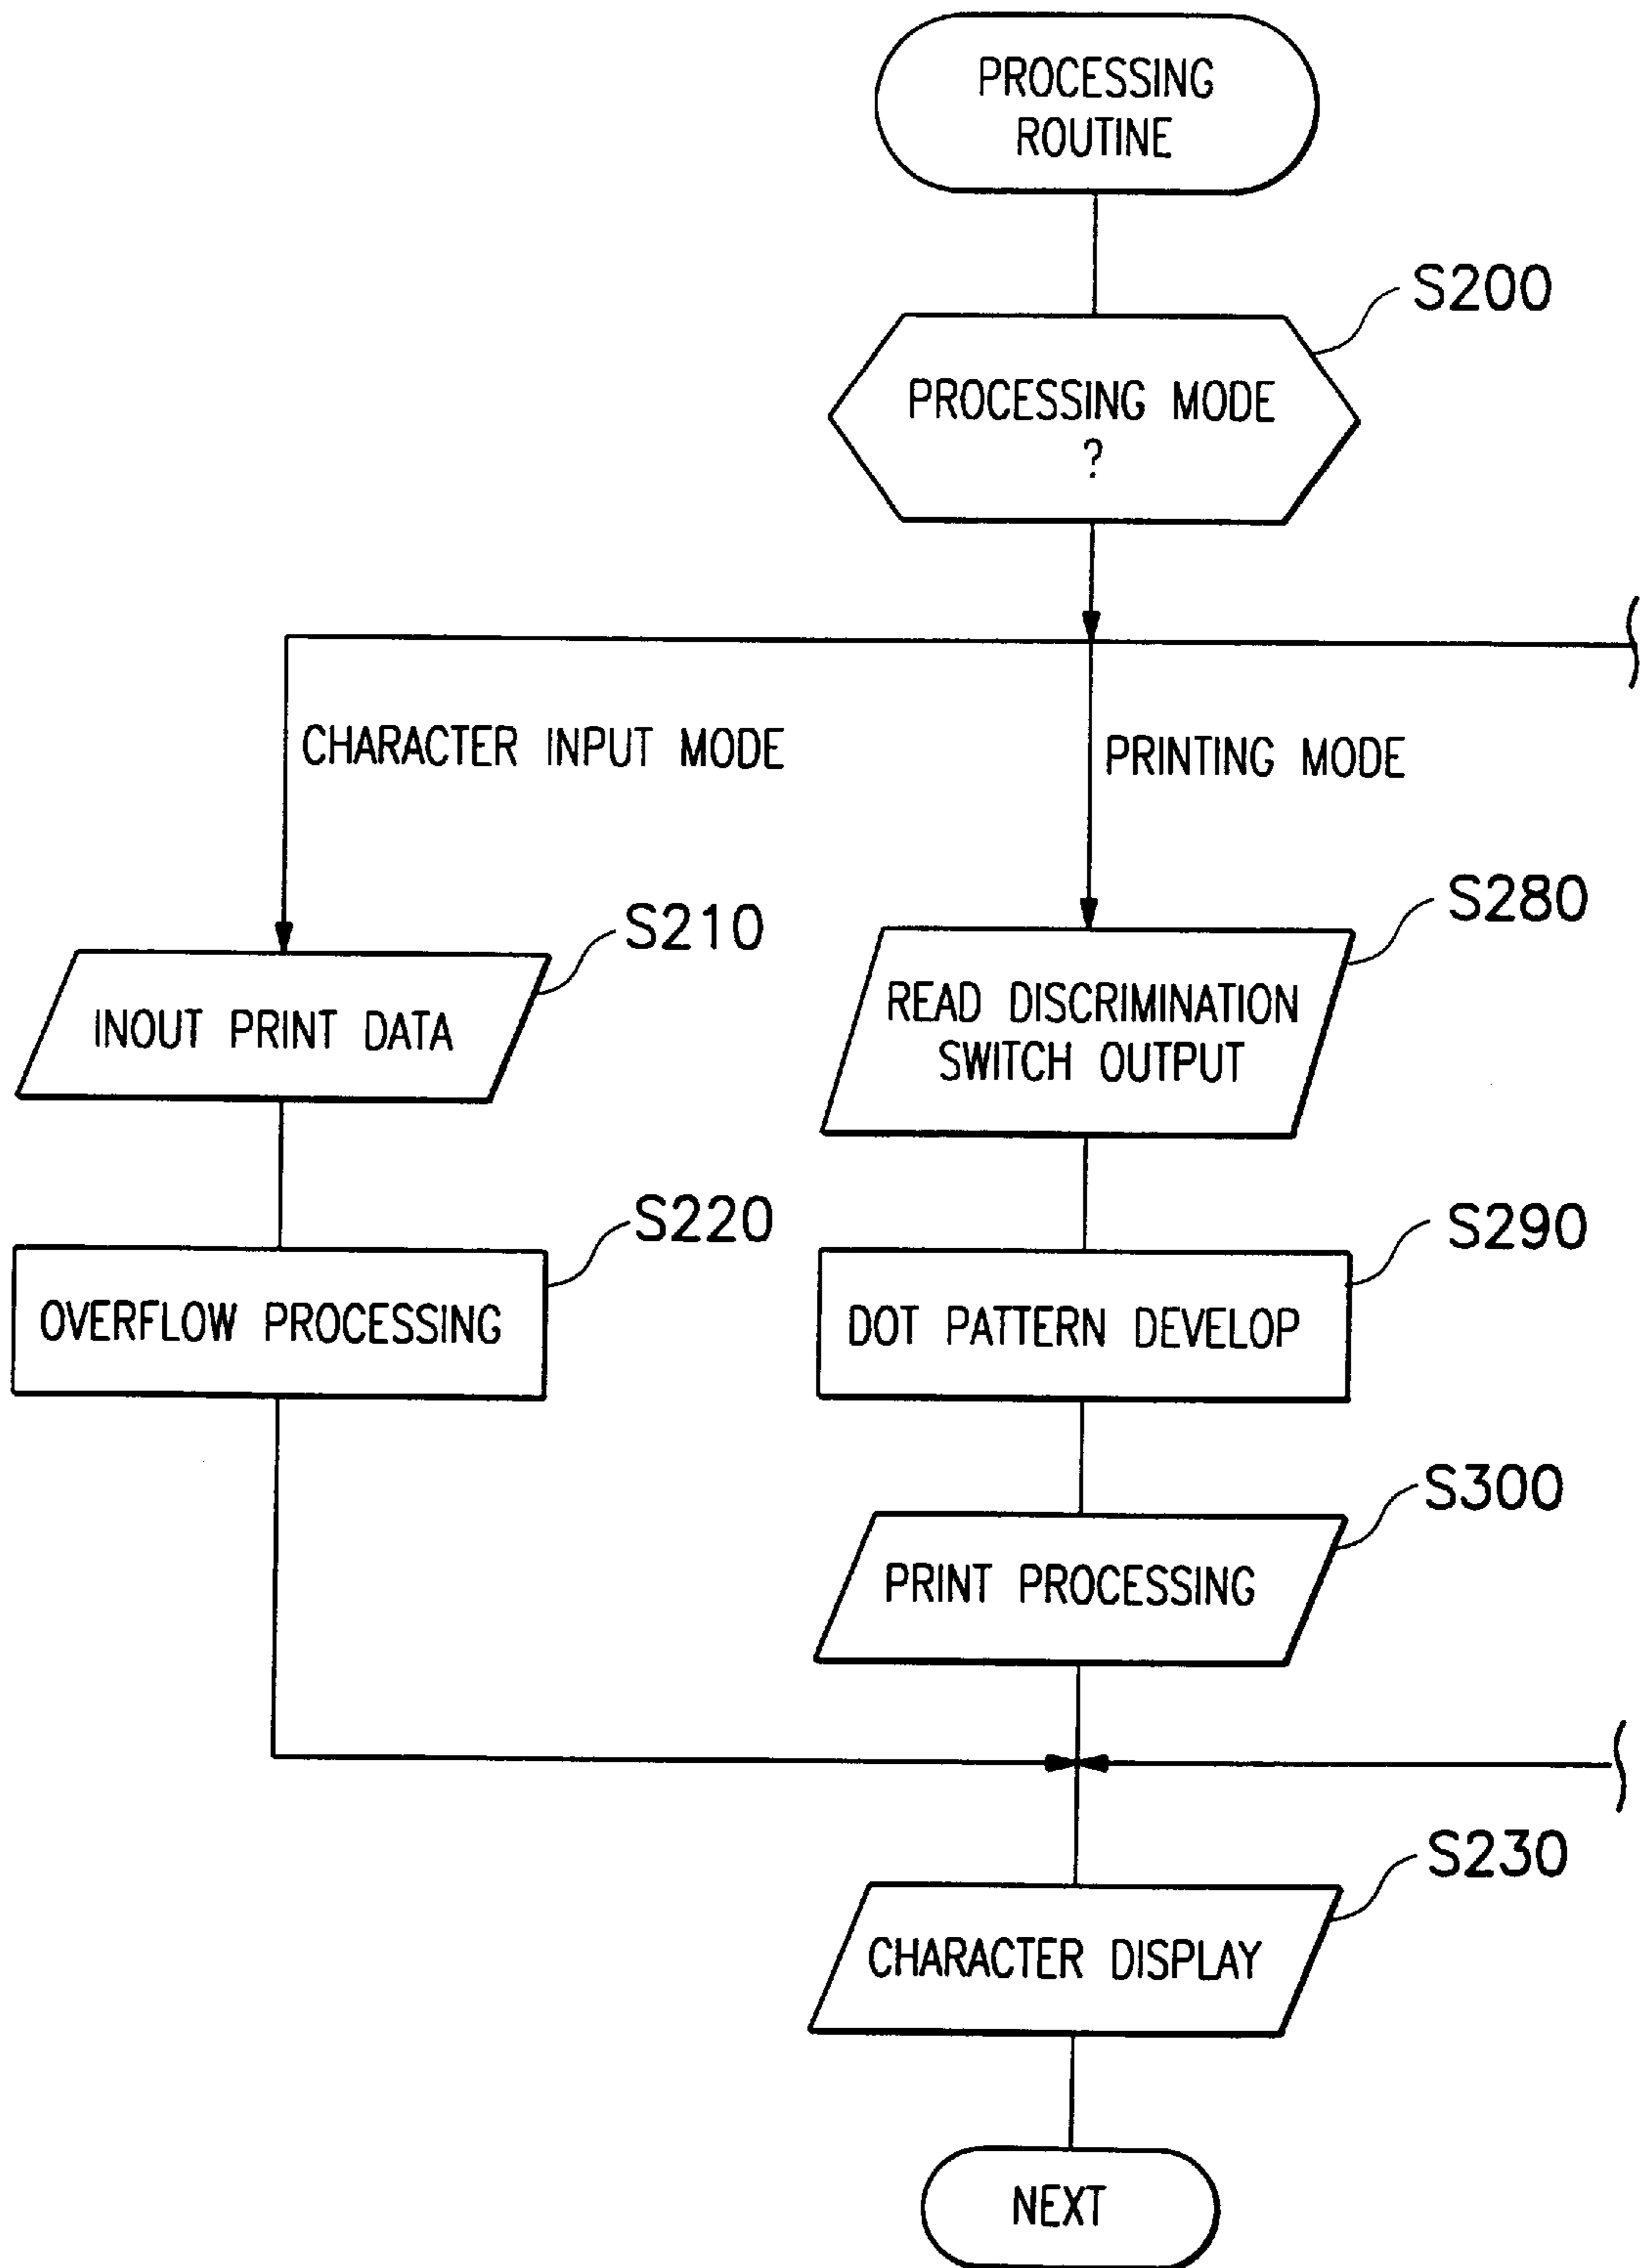 PROCESSING
ROUTINE
S200
PROCESSING MODE
?
CHARACTER INPUT MODE
PRINTING MODE
S210
INOUT PRINT DATA
S280
READ DISCRIMINATION
SWITCH OUTPUT
S220
OVERFLOW PROCESSING
S290
DOT PATTERN DEVELOP
S300
PRINT PROCESSING
S230
CHARACTER DISPLAY
NEXT